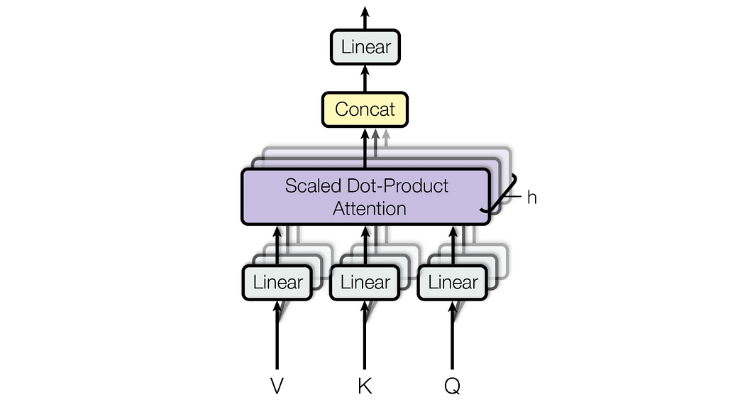 Linear
Concat
Scaled Dot-Product
Attention
h
Linear Linear Linear
V K Q